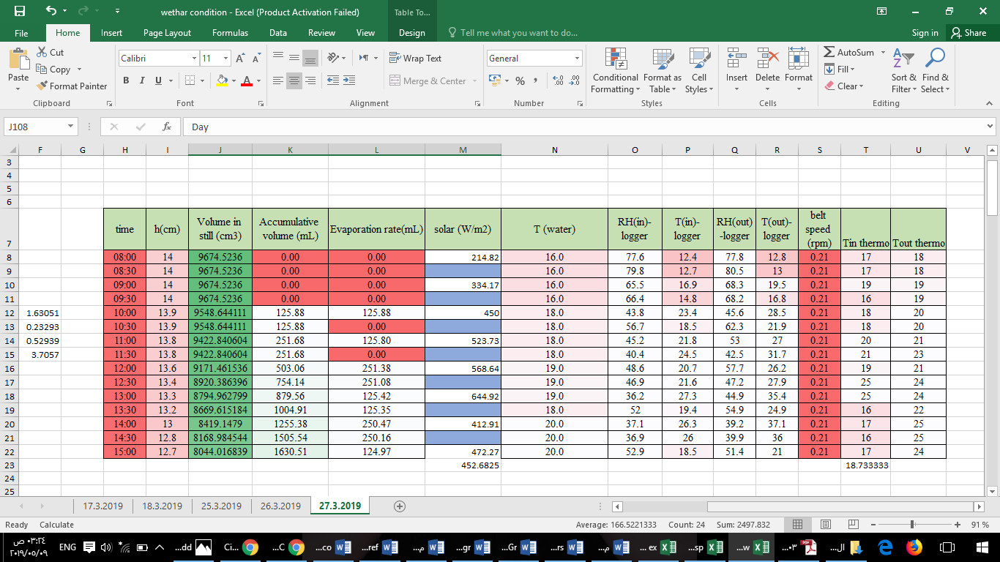 wethar condition - Excel (Product Activation Failed) Table To...
File Home Insert Page Layout Formulas Data Review View Design Tell me what you want to do... Sign in Share
Paste Cut Copy Format Painter Calibri 11 A A Wrap Text General Conditional Formatting Format as Table Cell Styles Insert Delete Format AutoSum Fill Clear Sort & Filter Find & Select
B I U A Merge & Center % , .00
Clipboard Font Alignment Number Styles Cells Editing
J108 fx Day
F G H I J K L M N O P Q R S T U V
3
4
5
6
7 time h(cm) Volume in still (cm3) Accumulative volume (mL) Evaporation rate(mL) solar (W/m2) T (water) RH(in)-logger T(in)-logger RH(out)-logger T(out)-logger belt speed (rpm) Tin thermo Tout thermo
8 08:00 14 9674.5236 0.00 0.00 214.82 16.0 77.6 12.4 77.8 12.8 0.21 17 18
9 08:30 14 9674.5236 0.00 0.00 16.0 79.8 12.7 80.5 13 0.21 17 18
10 09:00 14 9674.5236 0.00 0.00 334.17 16.0 65.5 16.9 68.3 19.5 0.21 19 19
11 09:30 14 9674.5236 0.00 0.00 16.0 66.4 14.8 68.2 16.8 0.21 16 19
12 1.63051 10:00 13.9 9548.644111 125.88 125.88 450 18.0 43.8 23.4 45.6 28.5 0.21 18 20
13 0.23293 10:30 13.9 9548.644111 125.88 0.00 18.0 56.7 18.5 62.3 21.9 0.21 18 20
14 0.52939 11:00 13.8 9422.840604 251.68 125.80 523.73 18.0 45.2 21.8 53 27 0.21 20 21
15 3.7057 11:30 13.8 9422.840604 251.68 0.00 18.0 40.4 24.5 42.5 31.7 0.21 21 23
16 12:00 13.6 9171.461536 503.06 251.38 568.64 19.0 48.6 20.7 57.7 26.2 0.21 19 21
17 12:30 13.4 8920.386396 754.14 251.08 19.0 46.9 21.6 47.2 27.9 0.21 25 24
18 13:00 13.3 8794.962799 879.56 125.42 644.92 19.0 36.2 27.3 44.9 35.4 0.21 25 24
19 13:30 13.2 8669.615184 1004.91 125.35 18.0 52 19.4 54.9 24.9 0.21 16 22
20 14:00 13 8419.1479 1255.38 250.47 412.91 20.0 37.1 26.3 39.2 37.1 0.21 17 25
21 14:30 12.8 8168.984544 1505.54 250.16 20.0 36.9 26 39.9 36 0.21 16 25
22 15:00 12.7 8044.016839 1630.51 124.97 472.27 20.0 52.9 18.5 51.4 21 0.21 17 24
23 452.6825 18.733333
24
25
17.3.2019 18.3.2019 25.3.2019 26.3.2019 27.3.2019
Ready Calculate Average: 166.5221333 Count: 24 Sum: 2497.832 91 %
٠٣:٢٤ ص
٢٠١٩/٠٥/٠٩
ENG ...dd Ci... ...C ...co ...ref ...م ...gr ...Gr ...rs ...م ... ex ...sp ...w ...٠٣ ...ال